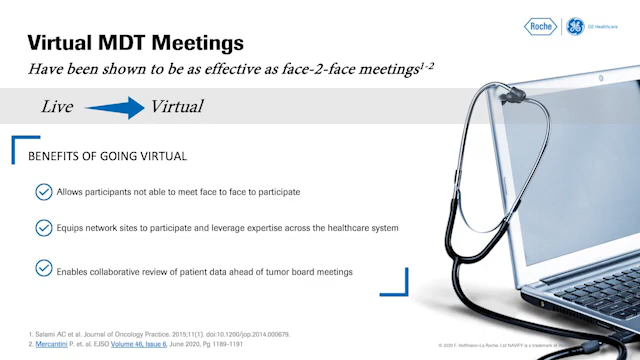 Roche
GE Healthcare
Virtual MDT Meetings
Have been shown to be as effective as face-2-face meetings1-2
Live Virtual
BENEFITS OF GOING VIRTUAL
Allows participants not able to meet face to face to participate
Equips network sites to participate and leverage expertise across the healthcare system
Enables collaborative review of patient data ahead of tumor board meetings
1. Salami AC et al. Journal of Oncology Practice. 2015;11(1). doi:10.1200/jop.2014.000679.
2. Mercantini P. et. al. EJSO Volume 46, Issue 6, June 2020, Pg 1189-1191
© 2020 F. Hoffmann-La Roche, Ltd NAVIFY is a trademark of